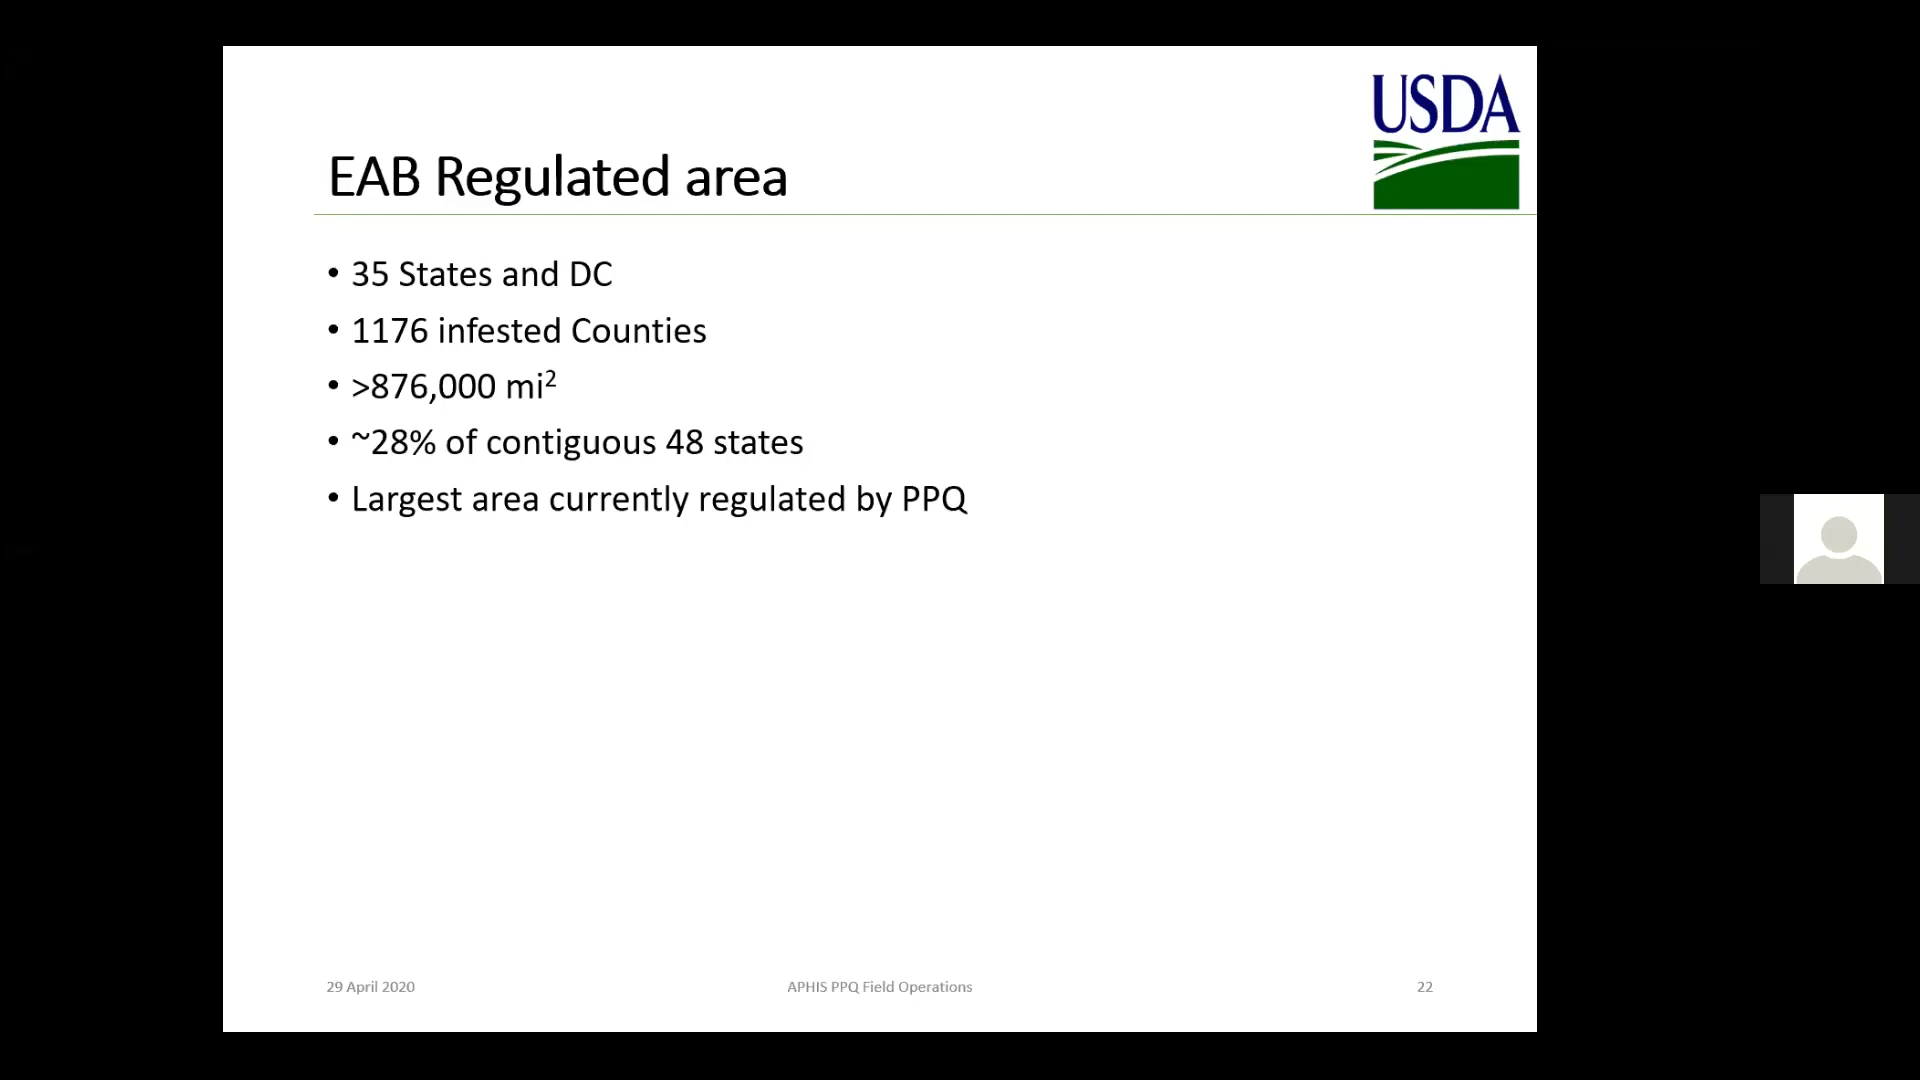 USDA
EAB Regulated area
• 35 States and DC
• 1176 infested Counties
• >876,000 mi²
• ~28% of contiguous 48 states
• Largest area currently regulated by PPQ
29 April 2020
APHIS PPQ Field Operations
22